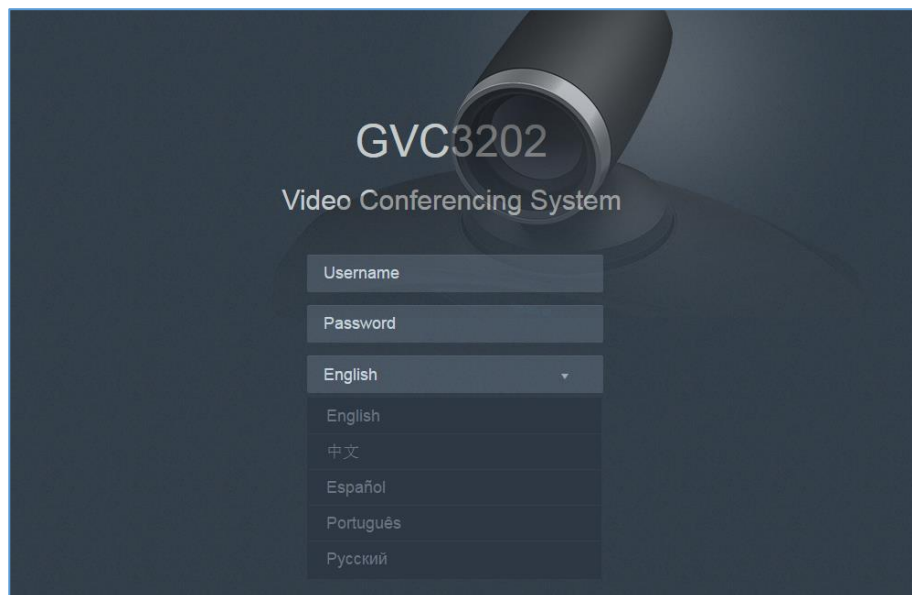 GVC3202
Video Conferencing System
Username
Password
English
English
中文
Español
Português
Русский